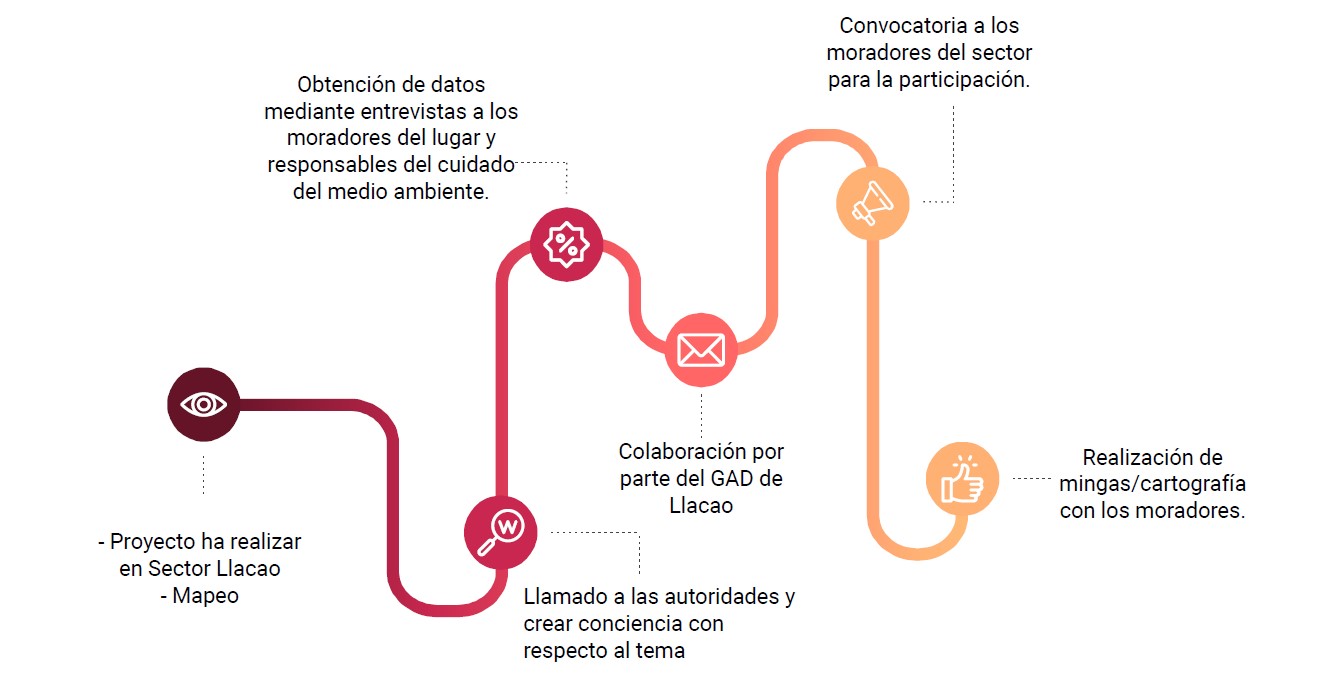 - Proyecto ha realizar
en Sector Llacao
- Mapeo
W
Llamado a las autoridades y
crear conciencia con
respecto al tema
Obtención de datos
mediante entrevistas a los
moradores del lugar y
responsables del cuidado
del medio ambiente.
%
Colaboración por
parte del GAD de
Llacao
Convocatoria a los
moradores del sector
para la participación.
Realización de
mingas/cartografía
con los moradores.